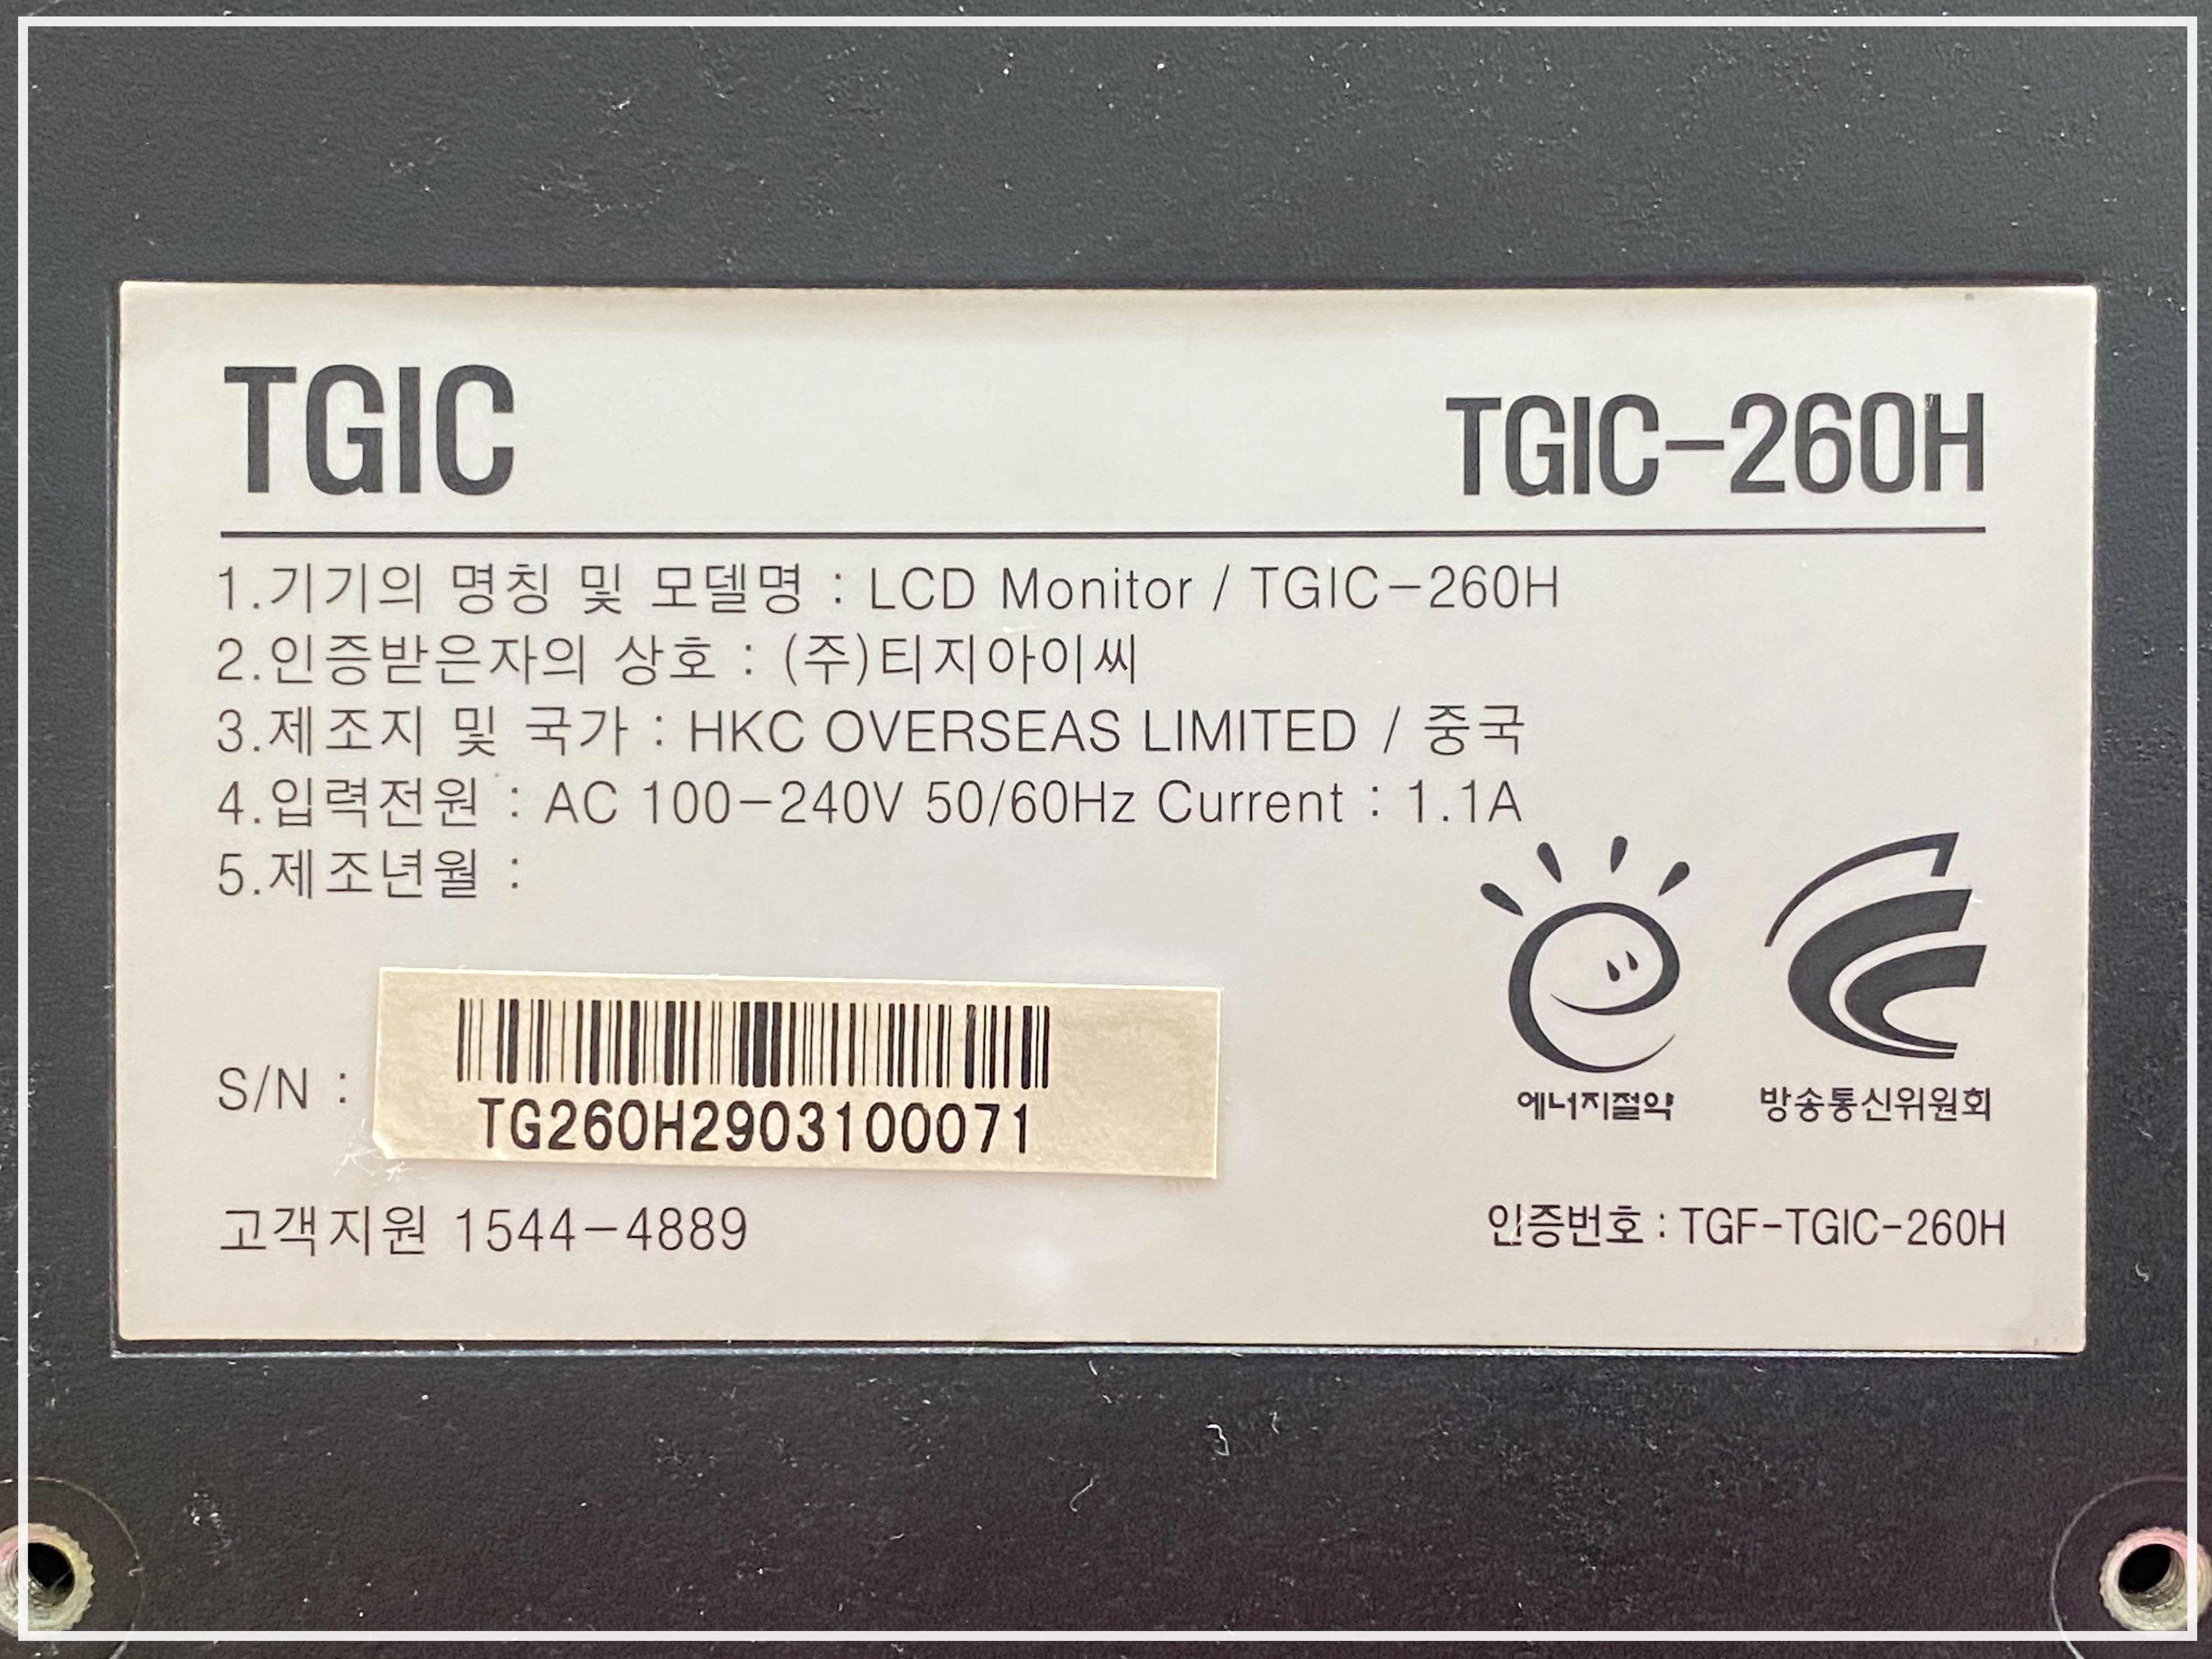 TGIC
TGIC-260H
1.기기의 명칭 및 모델명 : LCD Monitor / TGIC-260H
2.인증받은자의 상호 : (주)티지아이씨
3.제조지 및 국가 : HKC OVERSEAS LIMITED / 중국
4.입력전원 : AC 100-240V 50/60Hz Current : 1.1A
5.제조년월 :
에너지절약
방송통신위원회
S/N :
TG260H2903100071
고객지원 1544-4889
인증번호 : TGF-TGIC-260H